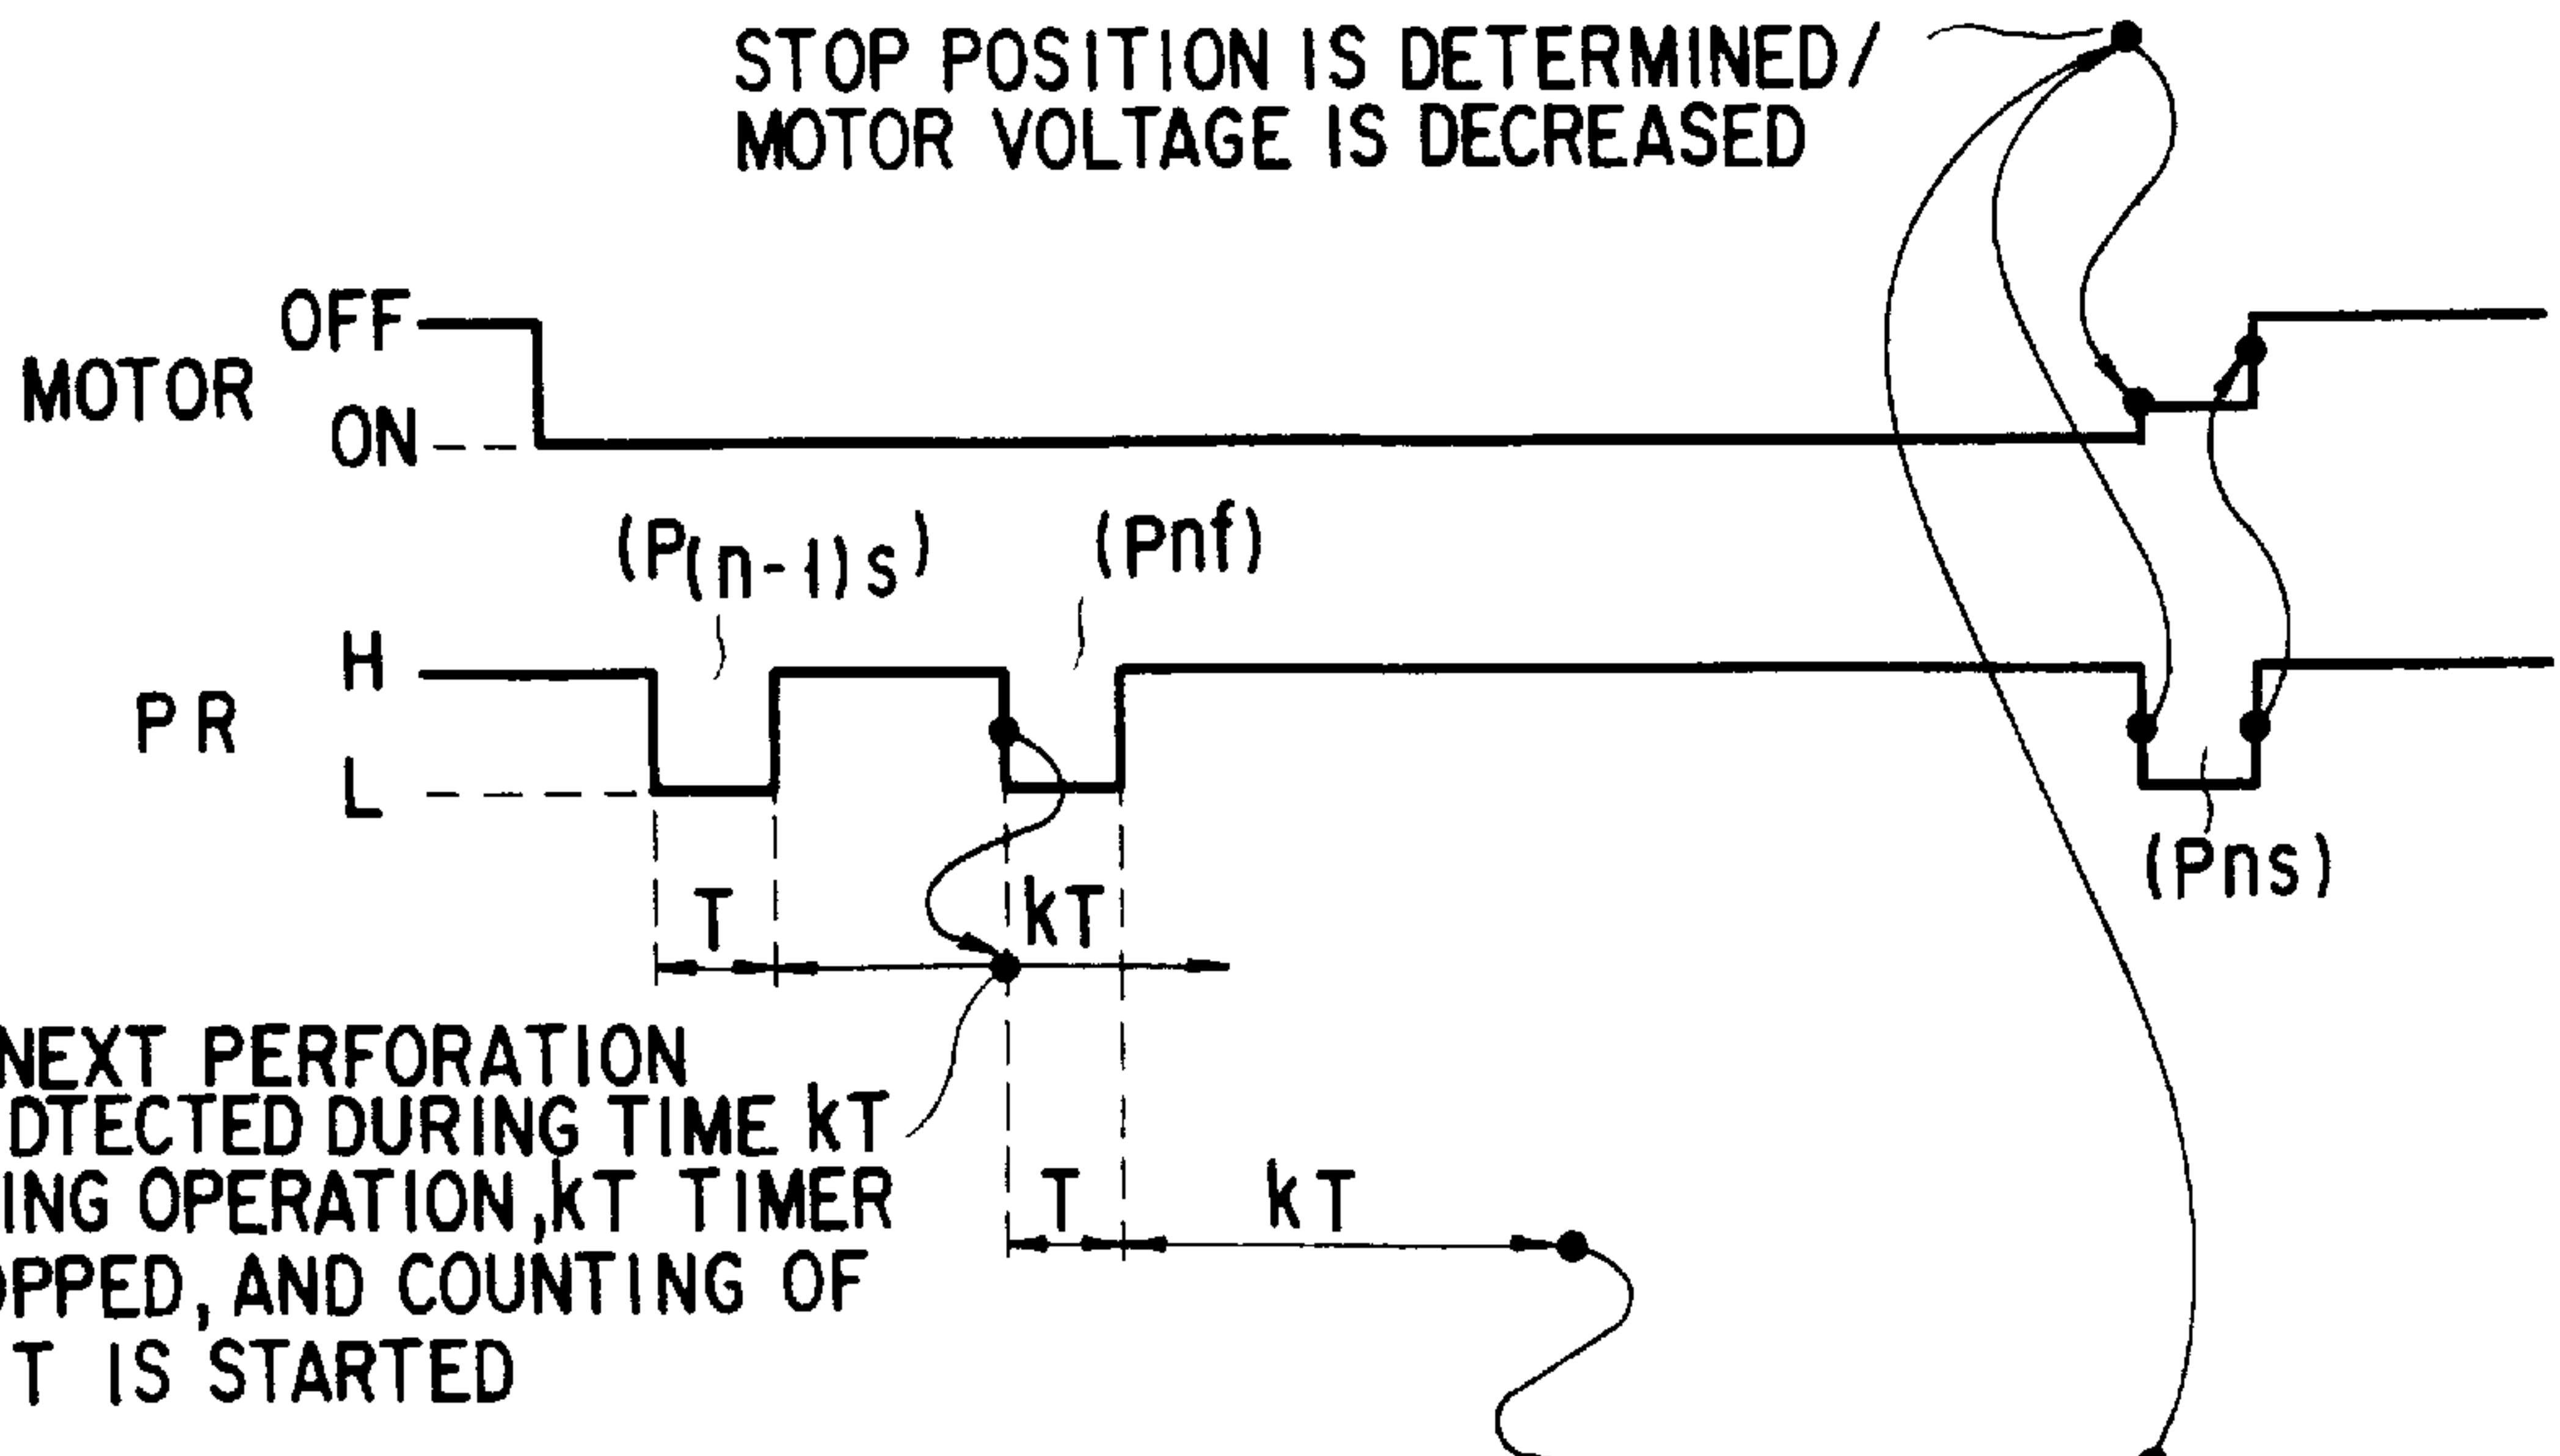 STOP POSITION IS DETERMINED/
MOTOR VOLTAGE IS DECREASED
OFF
MOTOR
ON
(P(n-1)s) (Pnf)
H
PR
L
(Pns)
T kT
NEXT PERFORATION
DTECTED DURING TIME kT
ING OPERATION, kT TIMER
T kT
OPPED, AND COUNTING OF
T IS STARTED